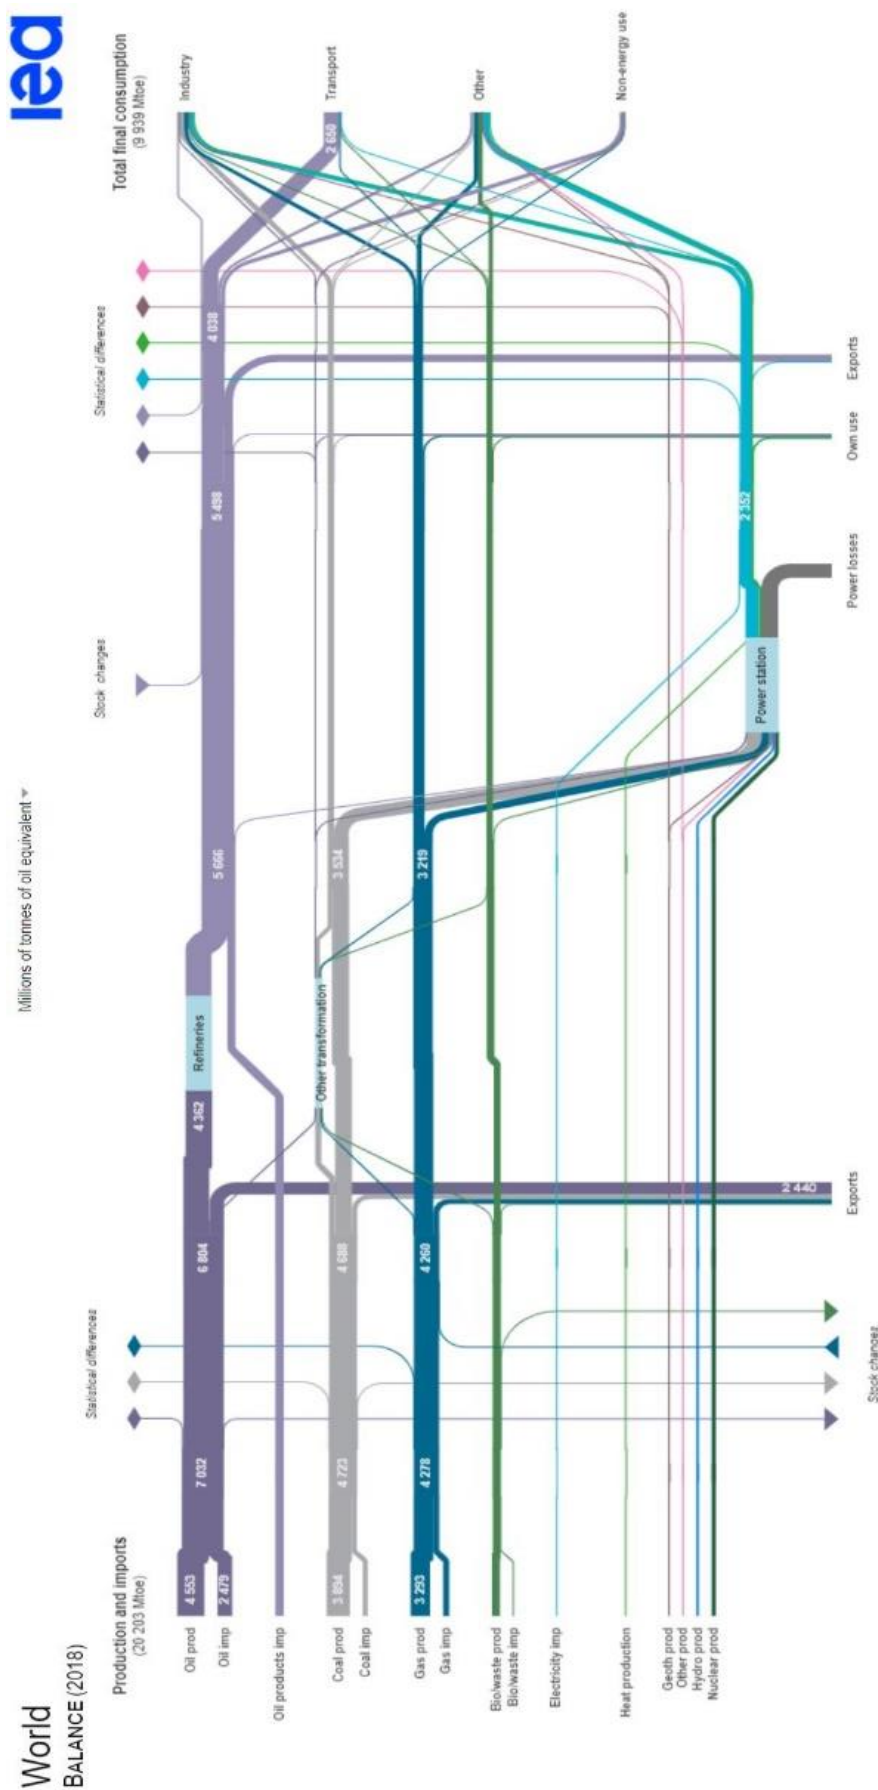 World
BALANCE (2018)
Millions of tonnes of oil equivalent
iea
Production and imports
(20 203 Mtoe)
Statistical differences
Stock changes
Statistical differences
Total final consumption
(9 939 Mtoe)
Oil prod
4 553
7 032
6 804
4 362
Refineries
5 666
5 498
4 038
2 650
Industry
Oil imp
2 479
Oil products imp
Other transformation
Transport
Coal prod
3 894
4 723
4 688
3 534
Coal imp
Gas prod
3 293
4 278
4 260
3 219
Gas imp
Other
Bio/waste prod
Bio/waste imp
Electricity imp
Non-energy use
Heat production
Geoth prod
Other prod
Hydro prod
Nuclear prod
Power station
2 352
2 440
Stock changes
Exports
Power losses
Own use
Exports